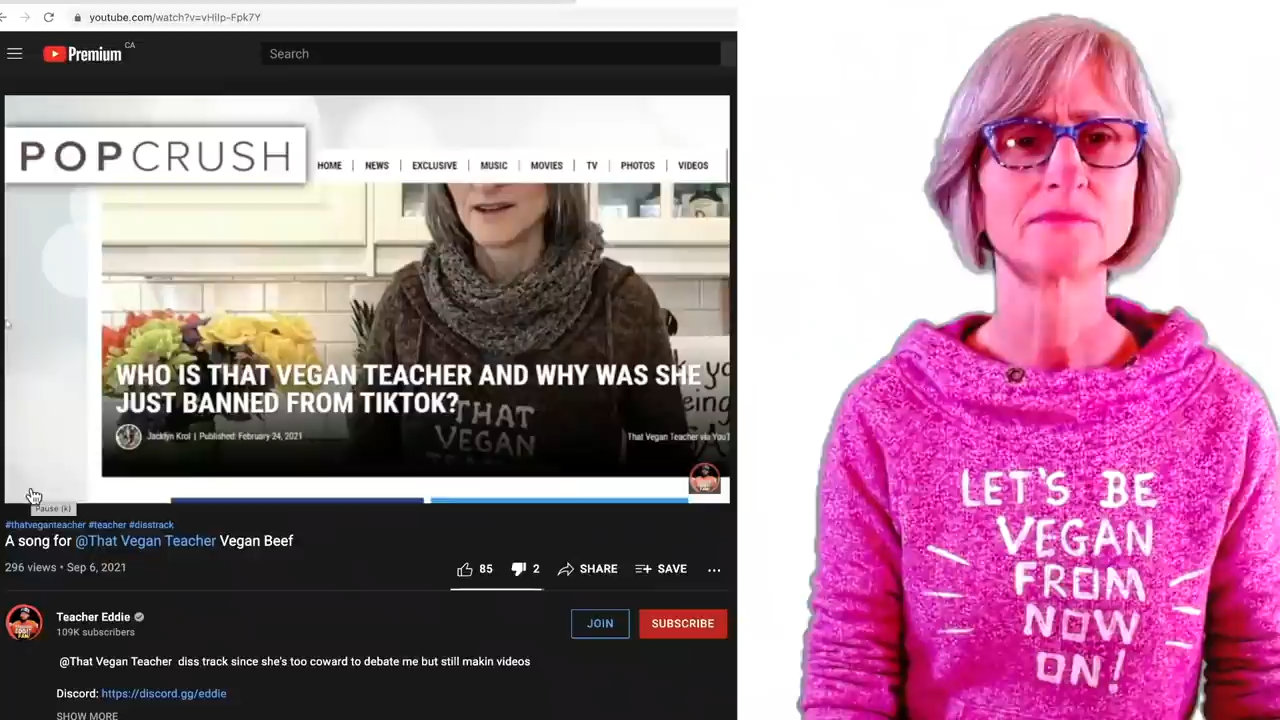 youtube.com/watch?v=vHiIp-Fpk7Y
Premium CA
Search
POPCRUSH
HOME | NEWS | EXCLUSIVE | MUSIC | MOVIES | TV | PHOTOS | VIDEOS
WHO IS THAT VEGAN TEACHER AND WHY WAS SHE
JUST BANNED FROM TIKTOK?
Jacklyn Krol | Published: February 24, 2021
That Vegan Teacher via YouT
THAT
VEGAN
Pause (k)
#thatveganteacher #teacher #disstrack
A song for @That Vegan Teacher Vegan Beef
296 views • Sep 6, 2021
85
2
SHARE
SAVE
Teacher Eddie
109K subscribers
JOIN
SUBSCRIBE
@That Vegan Teacher diss track since she's too coward to debate me but still makin videos
Discord: https://discord.gg/eddie
SHOW MORE
LET'S BE
VEGAN
FROM
NOW
ON!